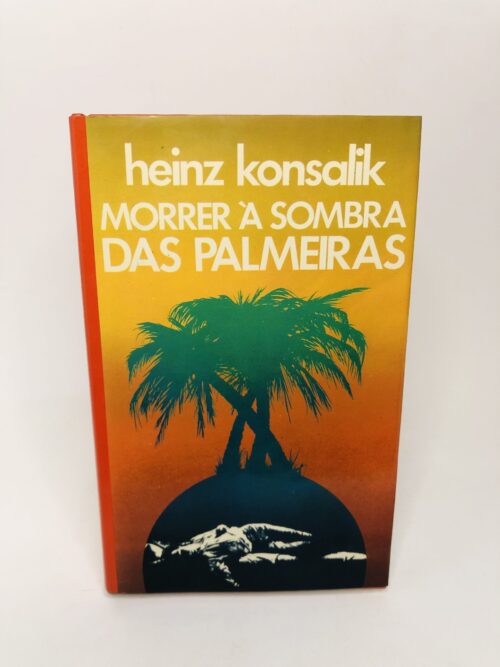 heinz konsalik
MORRER À SOMBRA
DAS PALMEIRAS